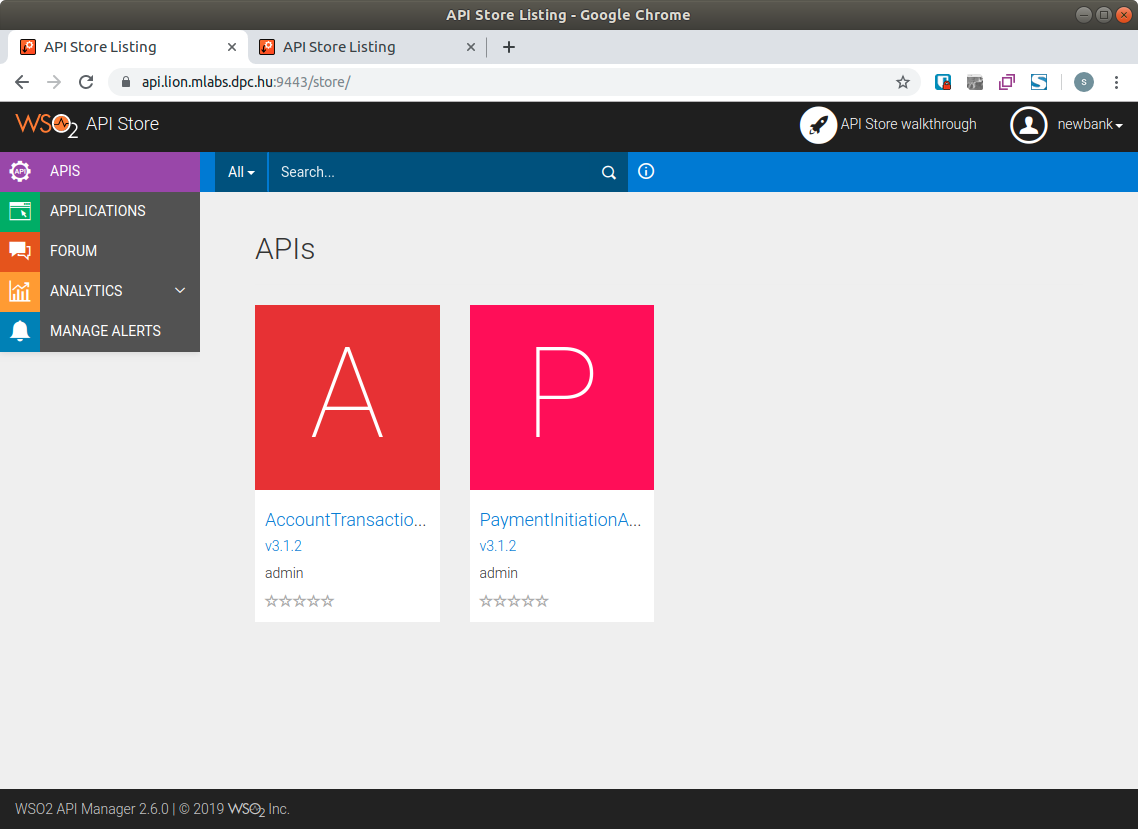 API Store Listing - Google Chrome
API Store Listing
API Store Listing
api.lion.mlabs.dpc.hu:9443/store/
S
WSO2 API Store
API Store walkthrough
newbank
API
APIS
All
Search...
APPLICATIONS
FORUM
ANALYTICS
MANAGE ALERTS
APIs
A
P
AccountTransactio...
PaymentInitiationA...
v3.1.2
v3.1.2
admin
admin
WSO2 API Manager 2.6.0 | © 2019 WSO2 Inc.